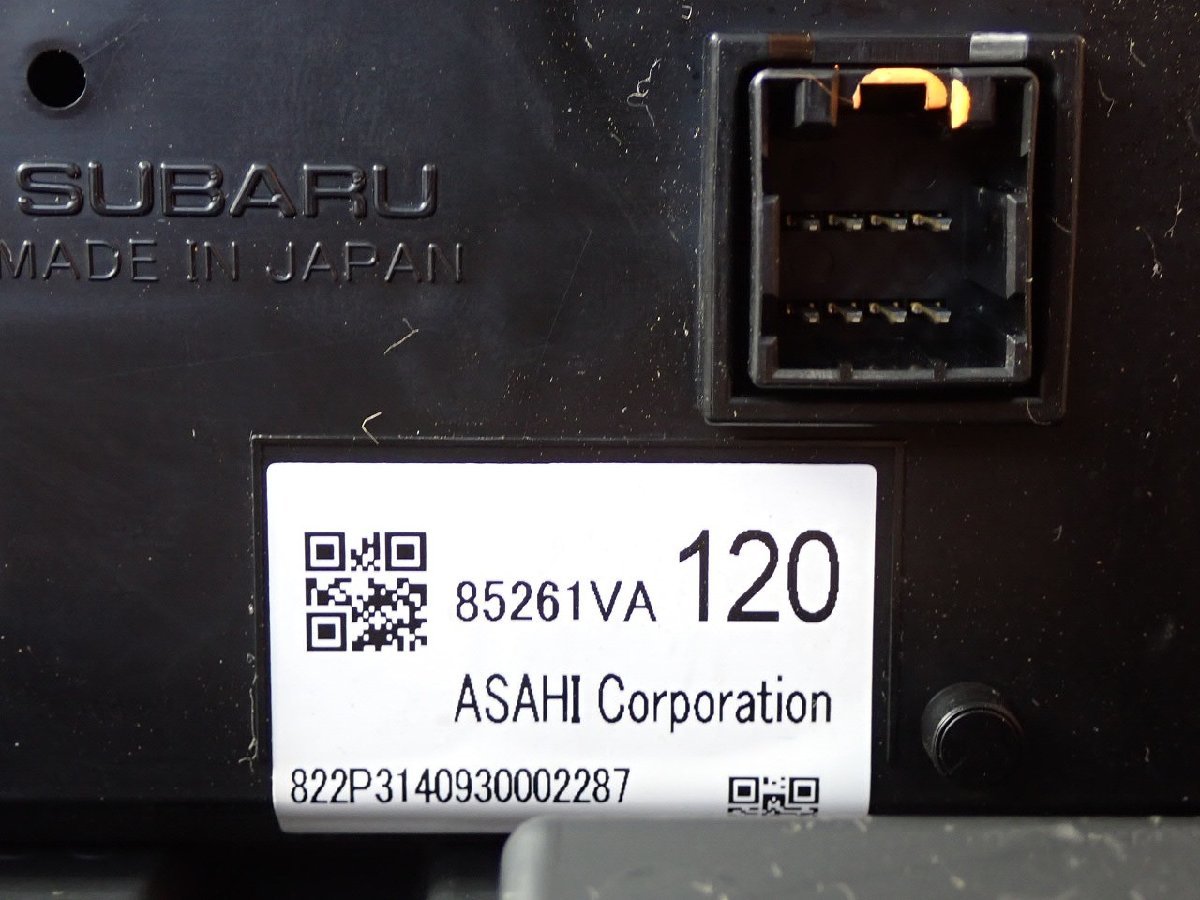 SUBARU
MADE IN JAPAN
85261VA 120
ASAHI Corporation
822P3140930002287